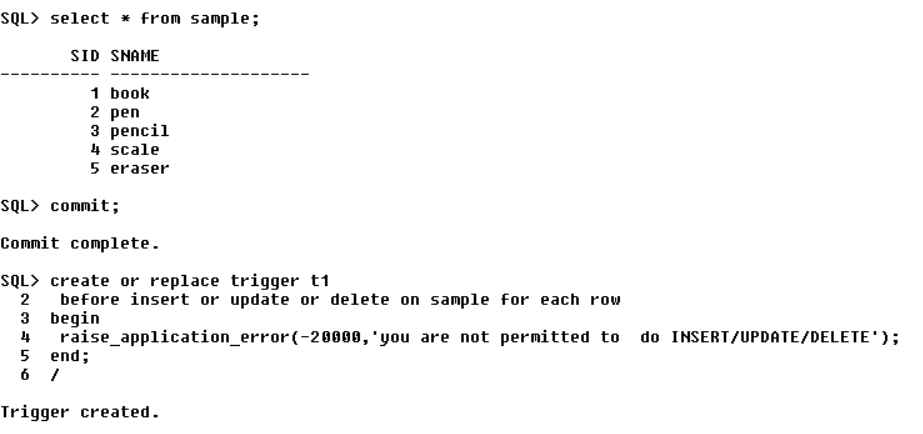 SQL> select * from sample;
       SID SNAME
---------- --------------------
         1 book
         2 pen
         3 pencil
         4 scale
         5 eraser
SQL> commit;
Commit complete.
SQL> create or replace trigger t1
  2   before insert or update or delete on sample for each row
  3  begin
  4   raise_application_error(-20000,'you are not permitted to  do INSERT/UPDATE/DELETE');
  5  end;
  6  /
Trigger created.